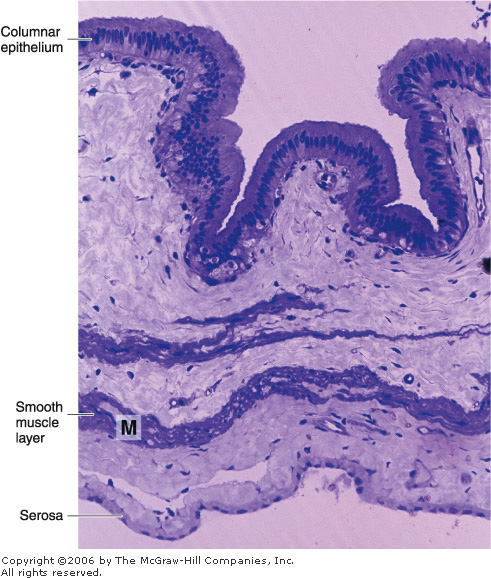 Columnar
epithelium
Smooth
muscle
layer
M
Serosa
Copyright ©2006 by The McGraw-Hill Companies, Inc.
All rights reserved.